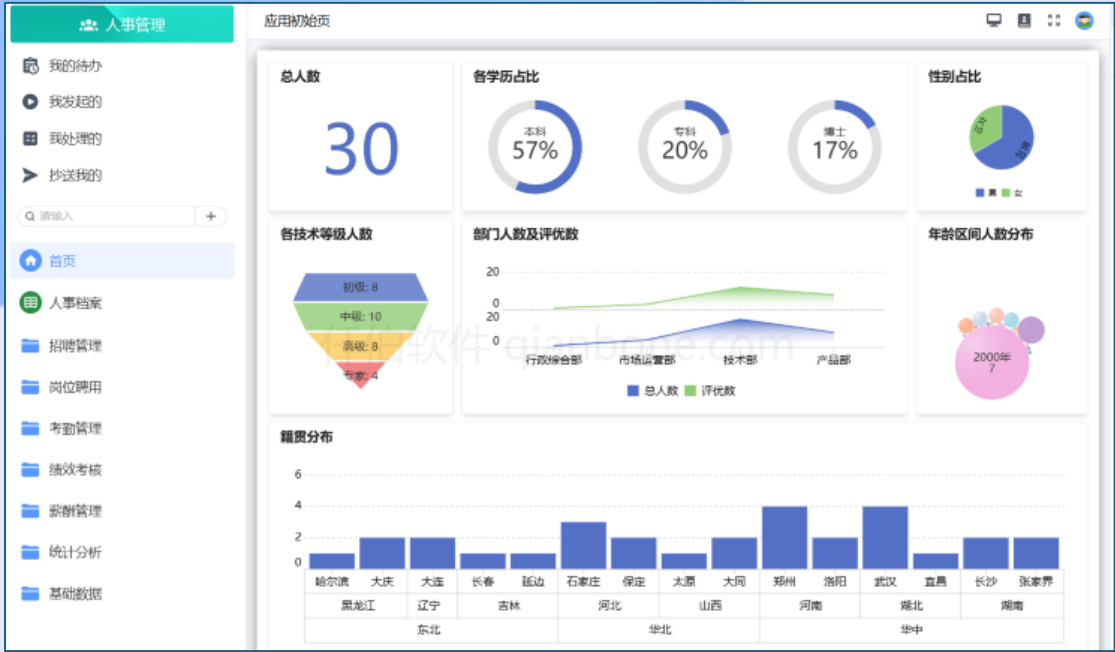 人事管理
应用初始页
我的待办
我发起的
我处理的
抄送我的
请输入
首页
人事档案
招聘管理
岗位聘用
考勤管理
绩效考核
薪酬管理
统计分析
基础数据
总人数
30
各学历占比
本科
57%
专科
20%
博士
17%
性别占比
男 女
各技术等级人数
初级: 8
中级: 10
高级: 8
专家: 4
部门人数及评优数
20
0
20
0
行政综合部 市场运营部 技术部 产品部
总人数 评优数
年龄区间人数分布
2000年
7
籍贯分布
6
4
2
0
哈尔滨 大庆 大连 长春 延边 石家庄 保定 太原 大同 郑州 洛阳 武汉 宜昌 长沙 张家界
黑龙江 辽宁 吉林 河北 山西 河南 湖北 湖南
东北 华北 华中